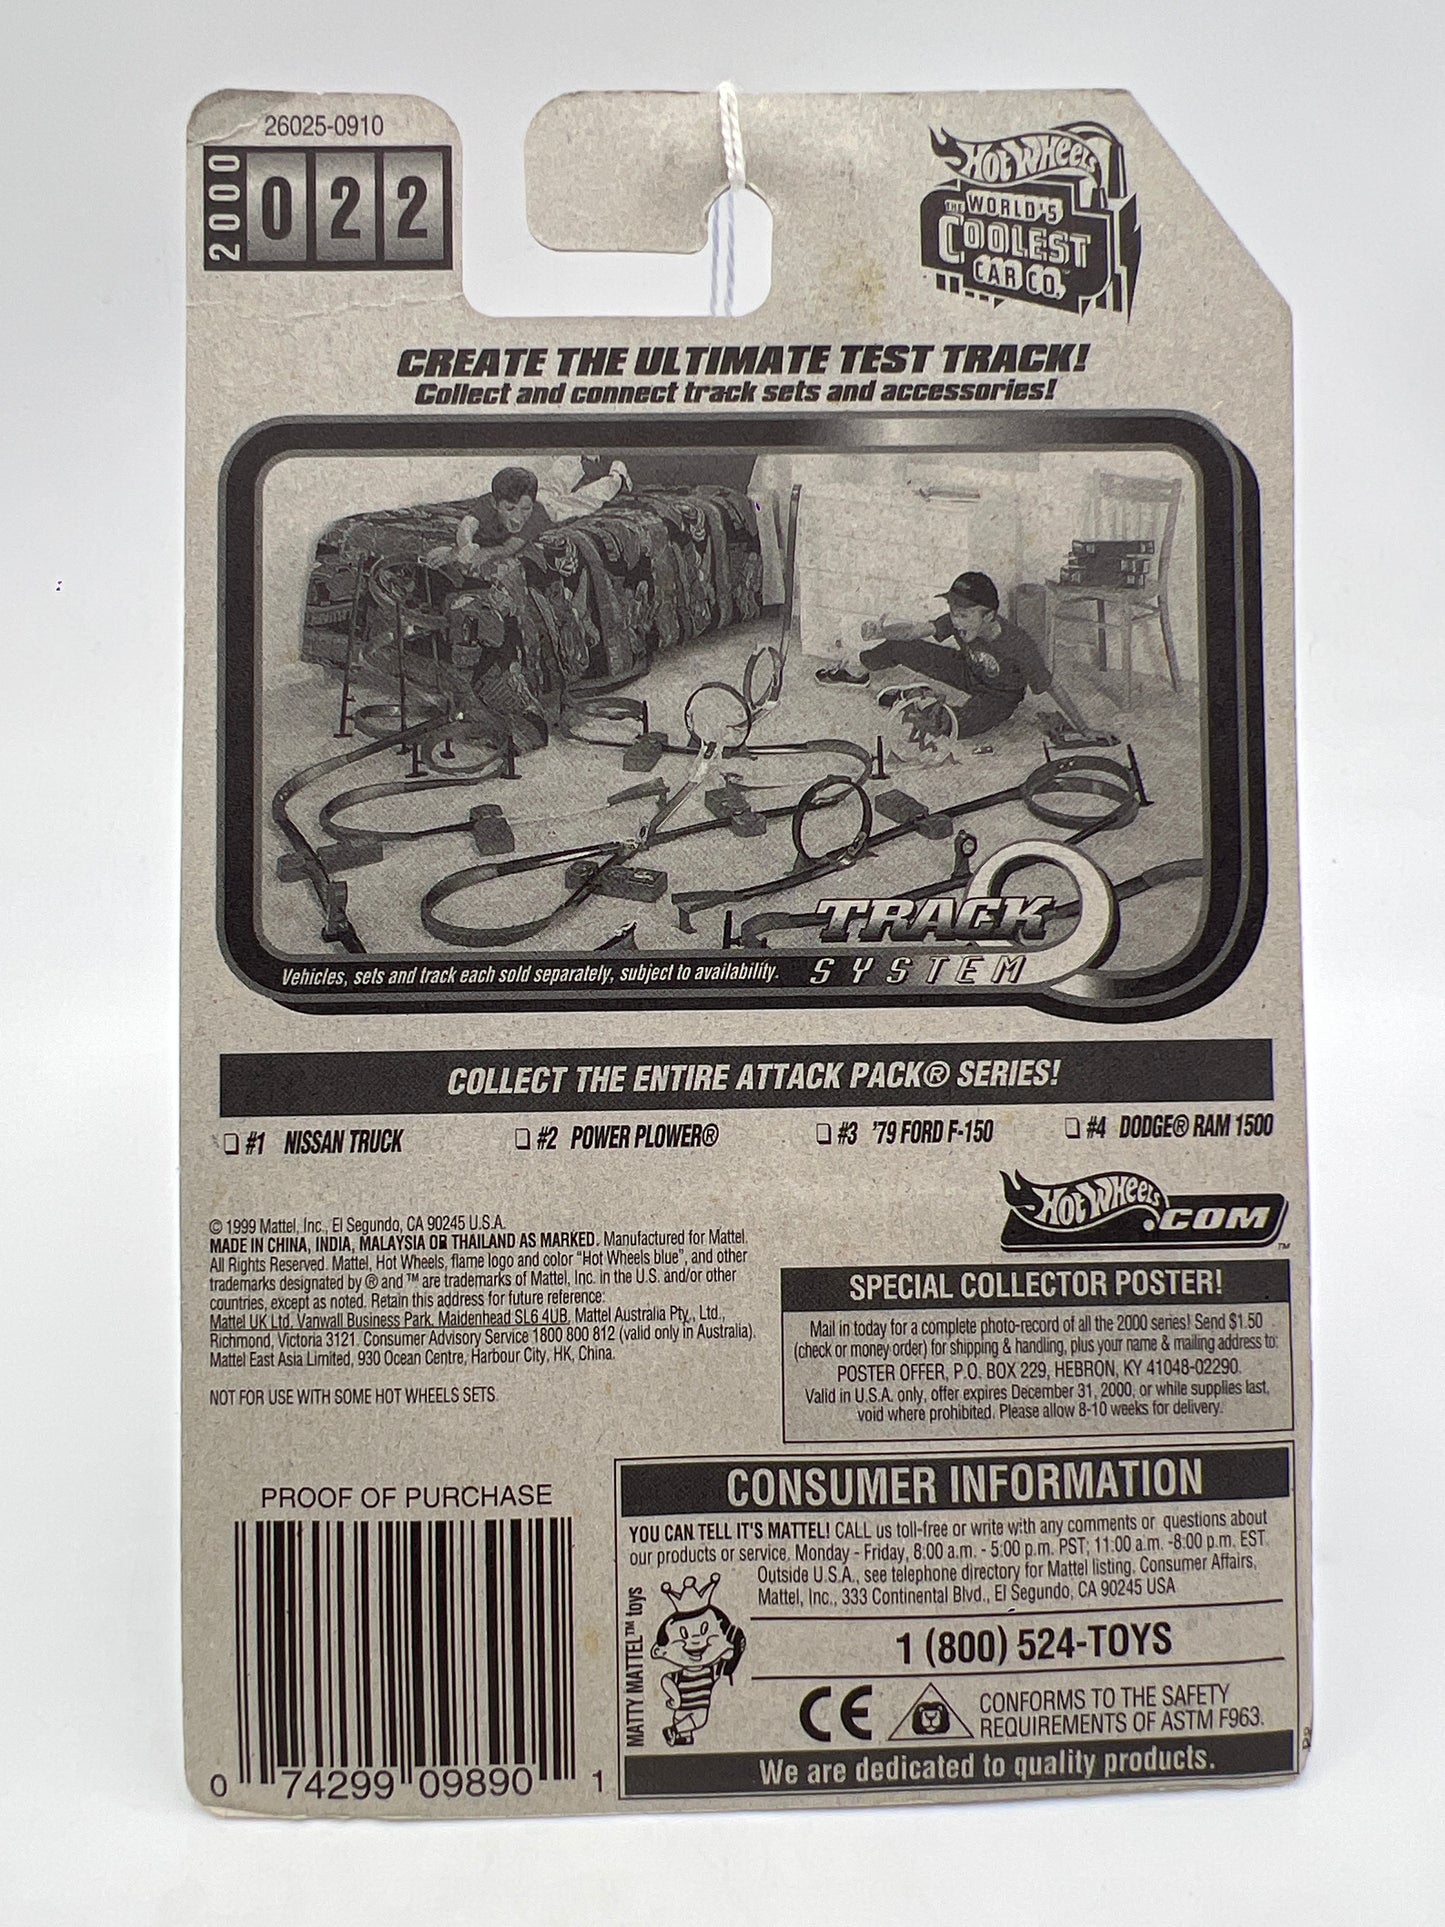 26025-0910
2000
022
HOT WHEELS
THE WORLD'S
COOLEST
CAR CO.™
CREATE THE ULTIMATE TEST TRACK!
Collect and connect track sets and accessories!
TRACK
SYSTEM
Vehicles, sets and track each sold separately, subject to availability.
COLLECT THE ENTIRE ATTACK PACK® SERIES!
❏ #1 NISSAN TRUCK ❏ #2 POWER PLOWER® ❏ #3 '79 FORD F-150 ❏ #4 DODGE® RAM 1500
© 1999 Mattel, Inc., El Segundo, CA 90245 U.S.A.
MADE IN CHINA, INDIA, MALAYSIA OR THAILAND AS MARKED. Manufactured for Mattel.
All Rights Reserved. Mattel, Hot Wheels, flame logo and color "Hot Wheels blue", and other
trademarks designated by ® and ™ are trademarks of Mattel, Inc. in the U.S. and/or other
countries, except as noted. Retain this address for future reference:
Mattel UK Ltd, Vanwall Business Park, Maidenhead SL6 4UB, Mattel Australia Pty., Ltd.,
Richmond, Victoria 3121. Consumer Advisory Service 1800 800 812 (valid only in Australia).
Mattel East Asia Limited, 930 Ocean Centre, Harbour City, HK, China.
NOT FOR USE WITH SOME HOT WHEELS SETS.
HOT WHEELS.COM™
SPECIAL COLLECTOR POSTER!
Mail in today for a complete photo-record of all the 2000 series! Send $1.50
(check or money order) for shipping & handling, plus your name & mailing address to:
POSTER OFFER, P.O. BOX 229, HEBRON, KY 41048-02290.
Valid in U.S.A. only, offer expires December 31, 2000, or while supplies last,
void where prohibited. Please allow 8-10 weeks for delivery.
PROOF OF PURCHASE
0 74299 09890 1
CONSUMER INFORMATION
YOU CAN TELL IT'S MATTEL! CALL us toll-free or write with any comments or questions about
our products or service. Monday - Friday, 8:00 a.m. - 5:00 p.m. PST; 11:00 a.m. -8:00 p.m. EST.
Outside U.S.A., see telephone directory for Mattel listing. Consumer Affairs,
Mattel, Inc., 333 Continental Blvd., El Segundo, CA 90245 USA
MATTY MATTEL™ toys
1 (800) 524-TOYS
CE
CONFORMS TO THE SAFETY
REQUIREMENTS OF ASTM F963.
We are dedicated to quality products.